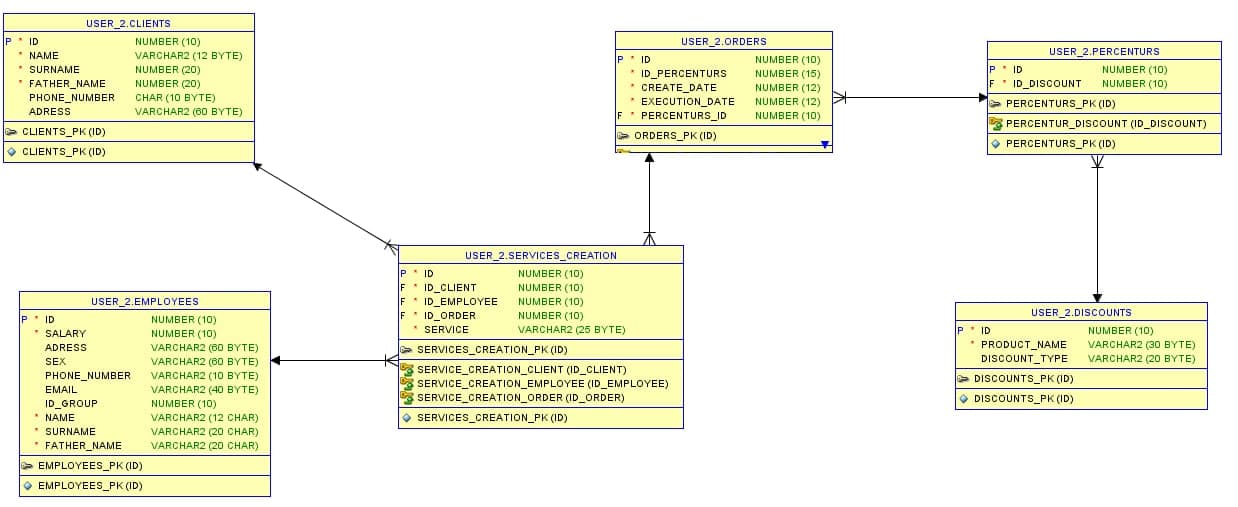 USER_2.CLIENTS
P * ID NUMBER (10)
* NAME VARCHAR2 (12 BYTE)
* SURNAME NUMBER (20)
* FATHER_NAME NUMBER (20)
PHONE_NUMBER CHAR (10 BYTE)
ADRESS VARCHAR2 (60 BYTE)
CLIENTS_PK (ID)
CLIENTS_PK (ID)
USER_2.ORDERS
P * ID NUMBER (10)
* ID_PERCENTURS NUMBER (15)
* CREATE_DATE NUMBER (12)
* EXECUTION_DATE NUMBER (12)
F * PERCENTURS_ID NUMBER (10)
ORDERS_PK (ID)
USER_2.PERCENTURS
P * ID NUMBER (10)
F * ID_DISCOUNT NUMBER (10)
PERCENTURS_PK (ID)
PERCENTUR_DISCOUNT (ID_DISCOUNT)
PERCENTURS_PK (ID)
USER_2.SERVICES_CREATION
P * ID NUMBER (10)
F * ID_CLIENT NUMBER (10)
F * ID_EMPLOYEE NUMBER (10)
F * ID_ORDER NUMBER (10)
* SERVICE VARCHAR2 (25 BYTE)
SERVICES_CREATION_PK (ID)
SERVICE_CREATION_CLIENT (ID_CLIENT)
SERVICE_CREATION_EMPLOYEE (ID_EMPLOYEE)
SERVICE_CREATION_ORDER (ID_ORDER)
SERVICES_CREATION_PK (ID)
USER_2.EMPLOYEES
P * ID NUMBER (10)
* SALARY NUMBER (10)
ADRESS VARCHAR2 (60 BYTE)
SEX VARCHAR2 (60 BYTE)
PHONE_NUMBER VARCHAR2 (10 BYTE)
EMAIL VARCHAR2 (40 BYTE)
ID_GROUP NUMBER (10)
* NAME VARCHAR2 (12 CHAR)
* SURNAME VARCHAR2 (20 CHAR)
* FATHER_NAME VARCHAR2 (20 CHAR)
EMPLOYEES_PK (ID)
EMPLOYEES_PK (ID)
USER_2.DISCOUNTS
P * ID NUMBER (10)
* PRODUCT_NAME VARCHAR2 (30 BYTE)
DISCOUNT_TYPE VARCHAR2 (20 BYTE)
DISCOUNTS_PK (ID)
DISCOUNTS_PK (ID)